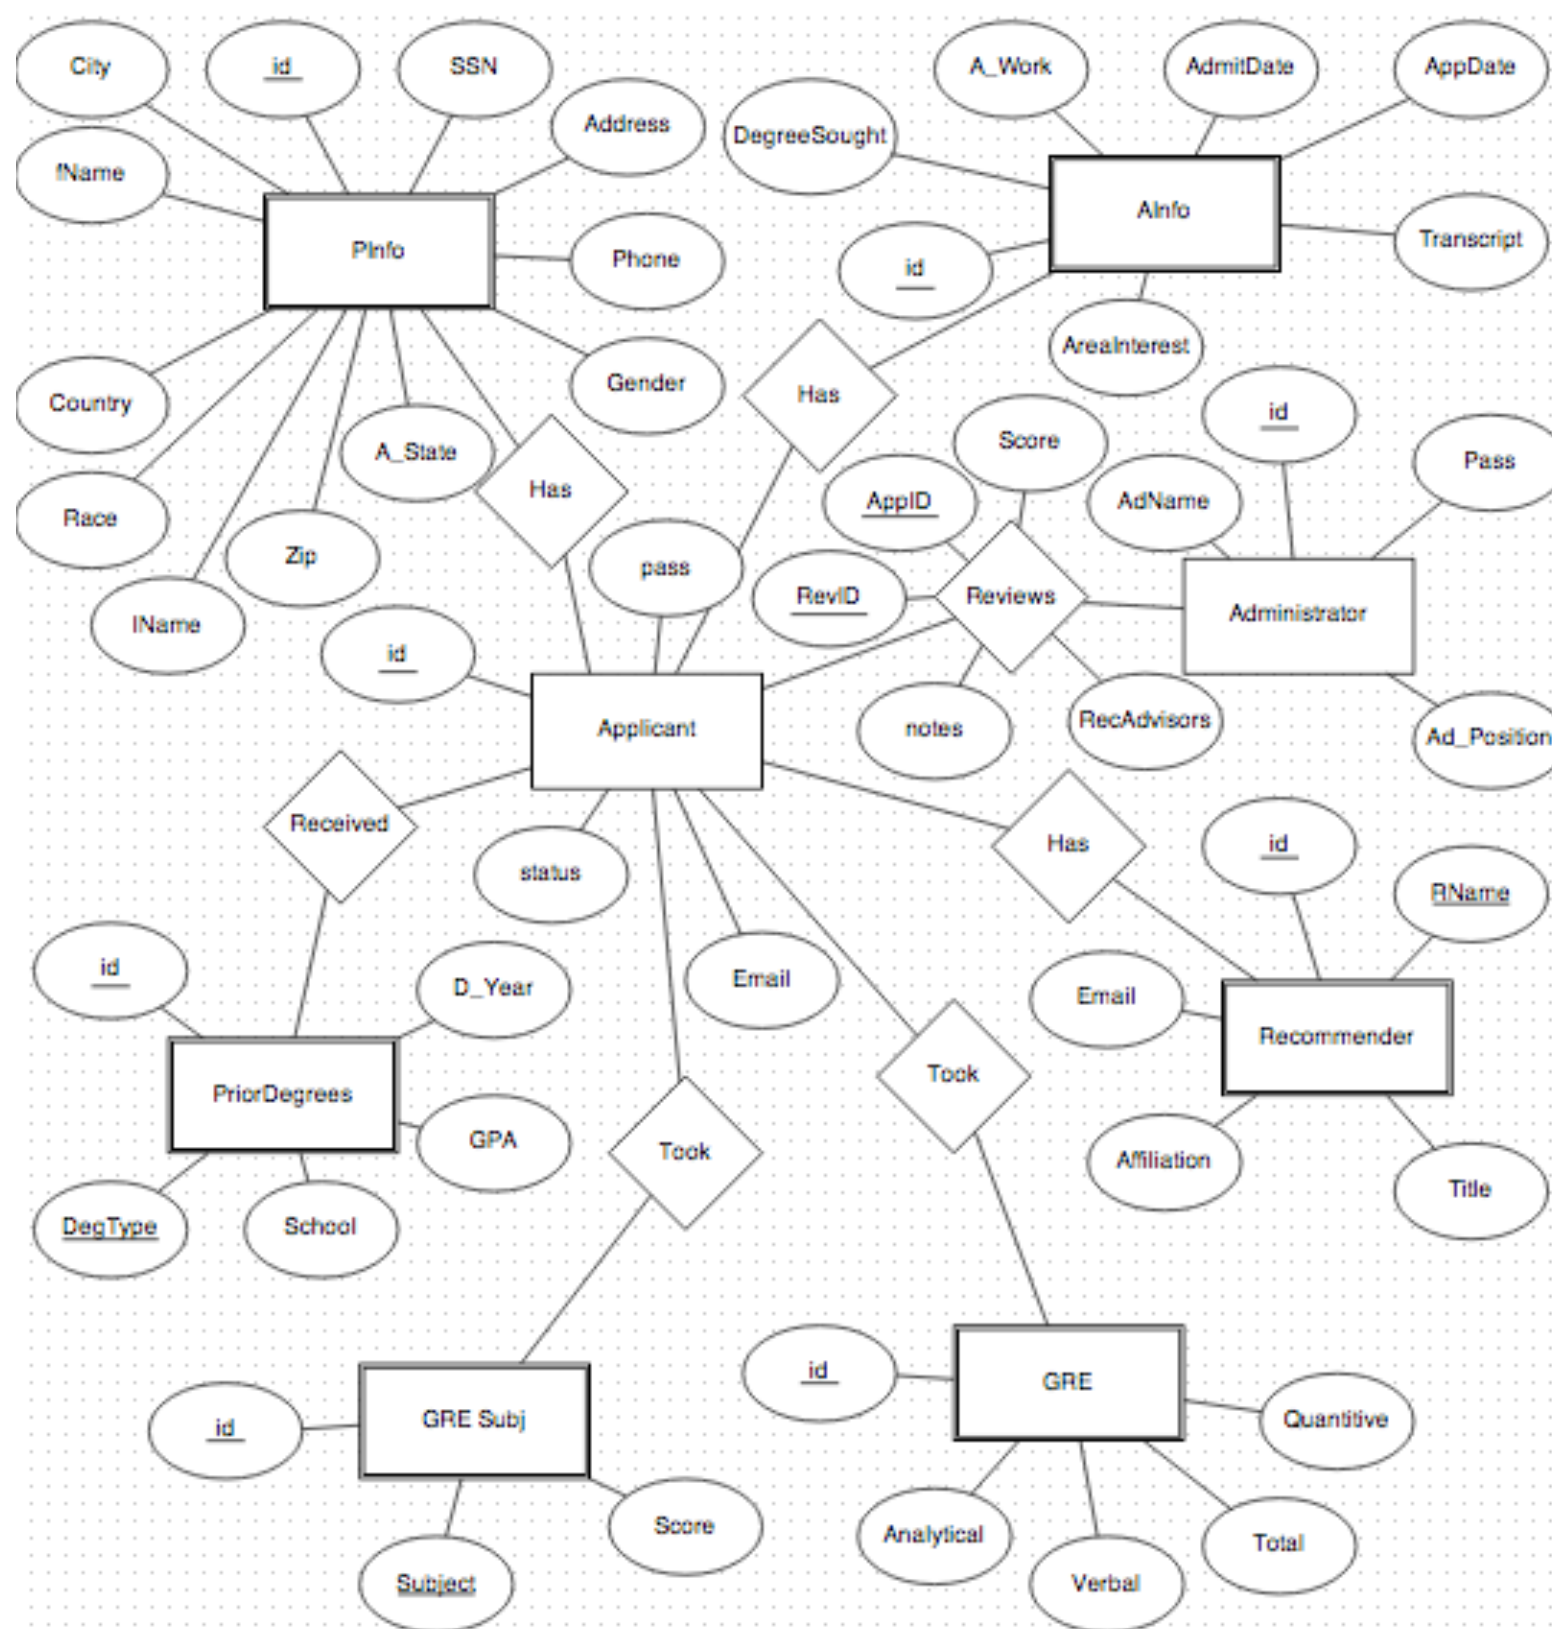 City
id
SSN
A_Work
AdmitDate
AppDate
Address
DegreeSought
fName
AInfo
PInfo
Phone
Transcript
id
AreaInterest
Gender
Has
Country
id
Score
A_State
Pass
Has
AppID
AdName
Race
Zip
pass
RevID
Reviews
Administrator
lName
id
Applicant
notes
RecAdvisors
Ad_Position
Received
Has
id
status
RName
id
D_Year
Email
Email
Recommender
Took
PriorDegrees
GPA
Took
Affiliation
Title
DegType
School
id
GRE
GRE Subj
Quantitive
id
Score
Analytical
Total
Subject
Verbal